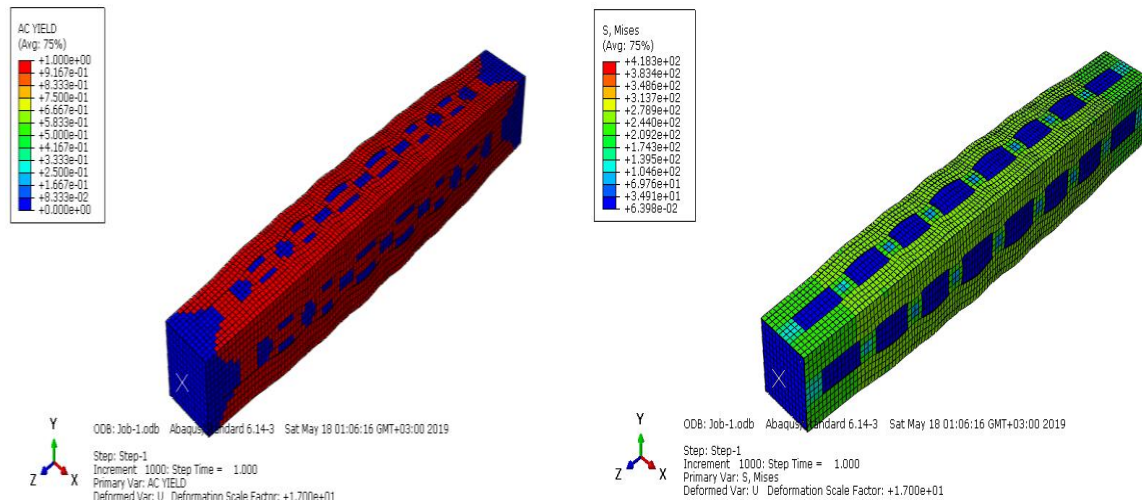 AC YIELD
(Avg: 75%)
+1.000e+00
+9.167e-01
+8.333e-01
+7.500e-01
+6.667e-01
+5.833e-01
+5.000e-01
+4.167e-01
+3.333e-01
+2.500e-01
+1.667e-01
+8.333e-02
+0.000e+00
X
Y
Z X
ODB: Job-1.odb Abaqus/Standard 6.14-3 Sat May 18 01:06:16 GMT+03:00 2019
Step: Step-1
Increment 1000: Step Time = 1.000
Primary Var: AC YIELD
Deformed Var: U Deformation Scale Factor: +1.700e+01
S, Mises
(Avg: 75%)
+4.183e+02
+3.834e+02
+3.486e+02
+3.137e+02
+2.789e+02
+2.440e+02
+2.092e+02
+1.743e+02
+1.395e+02
+1.046e+02
+6.976e+01
+3.491e+01
+6.398e-02
X
Y
Z X
ODB: Job-1.odb Abaqus/Standard 6.14-3 Sat May 18 01:06:16 GMT+03:00 2019
Step: Step-1
Increment 1000: Step Time = 1.000
Primary Var: S, Mises
Deformed Var: U Deformation Scale Factor: +1.700e+01